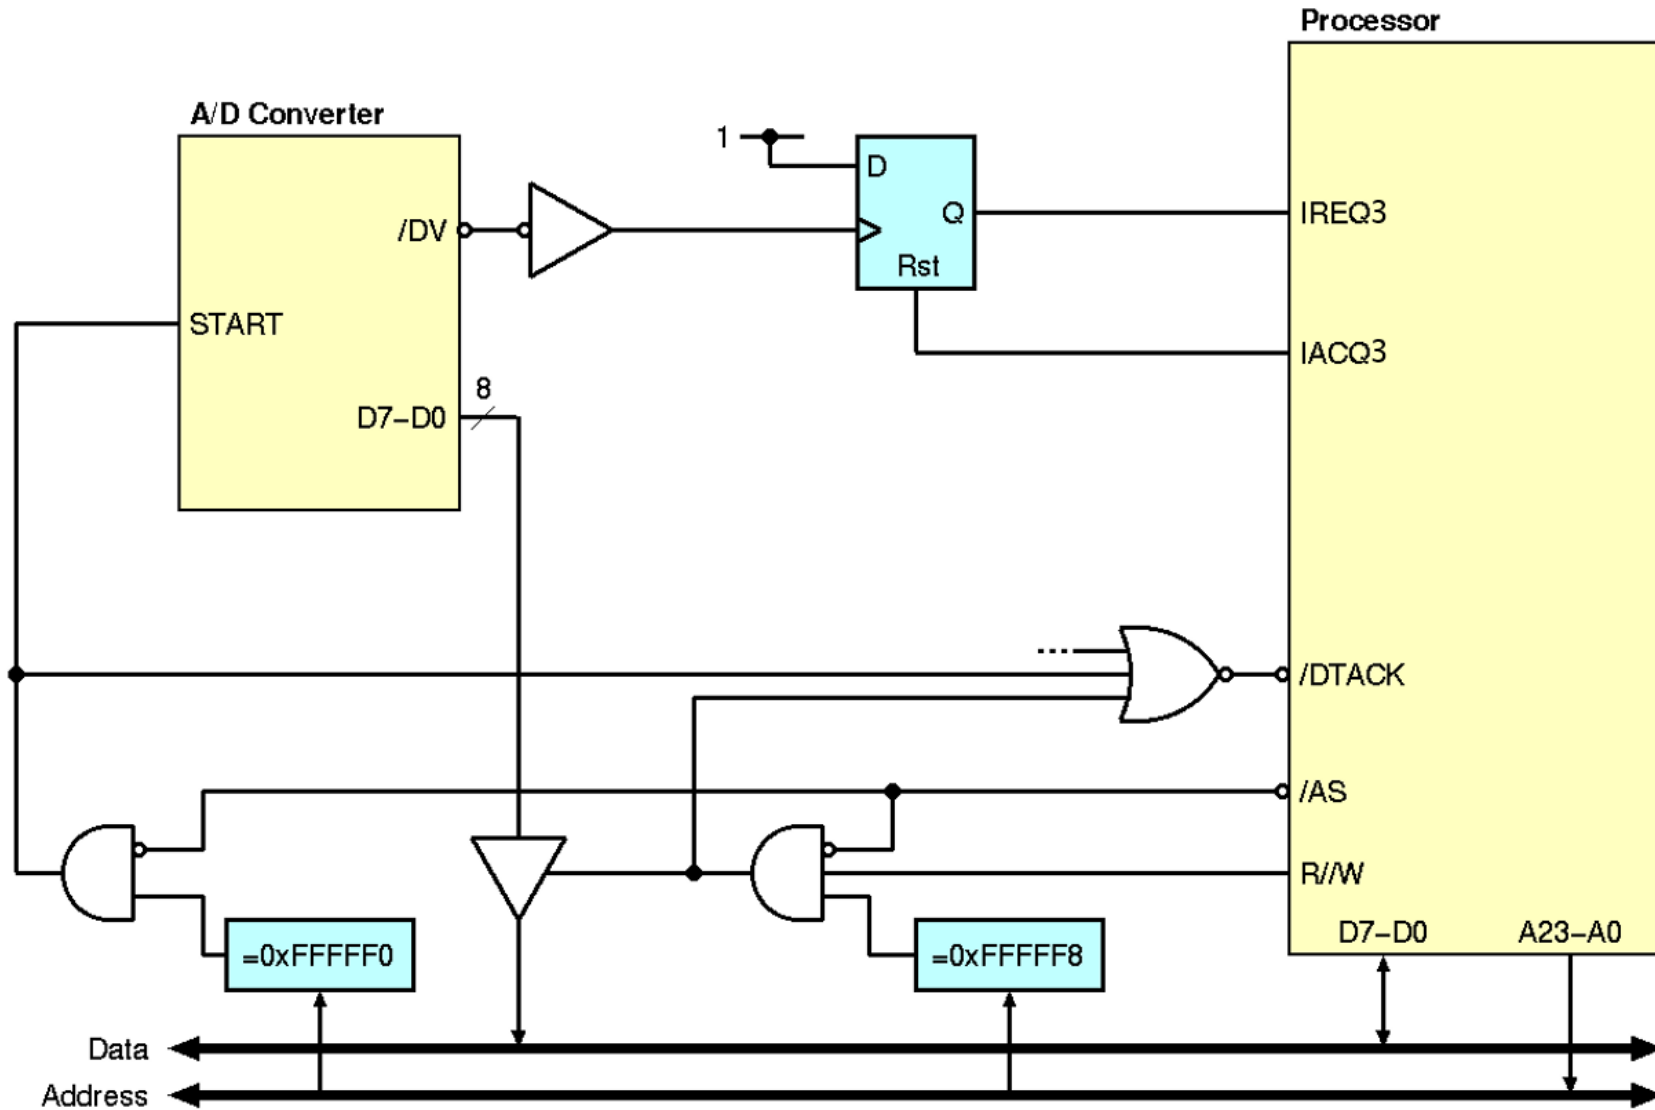 Processor
A/D Converter
1
D
/DV
Q
IREQ3
Rst
START
IACQ3
8
D7-D0
/DTACK
/AS
R//W
D7-D0 A23-A0
=0xFFFFF0
=0xFFFFF8
Data
Address